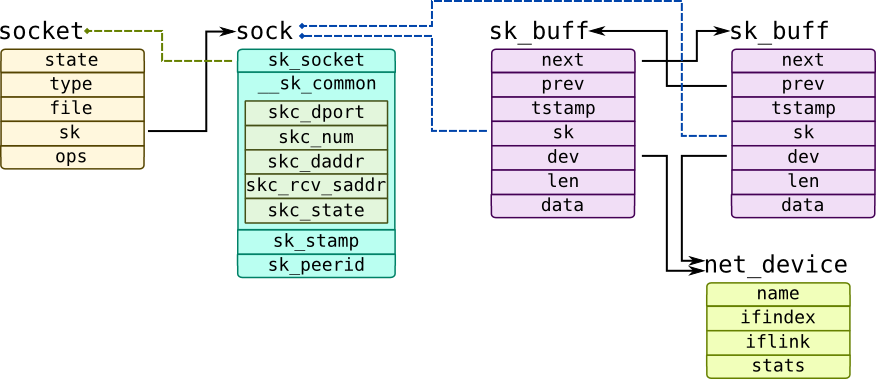 socket
state
type
file
sk
ops
sock
sk_socket
__sk_common
skc_dport
skc_num
skc_daddr
skc_rcv_saddr
skc_state
sk_stamp
sk_peerid
sk_buff
next
prev
tstamp
sk
dev
len
data
sk_buff
next
prev
tstamp
sk
dev
len
data
net_device
name
ifindex
iflink
stats